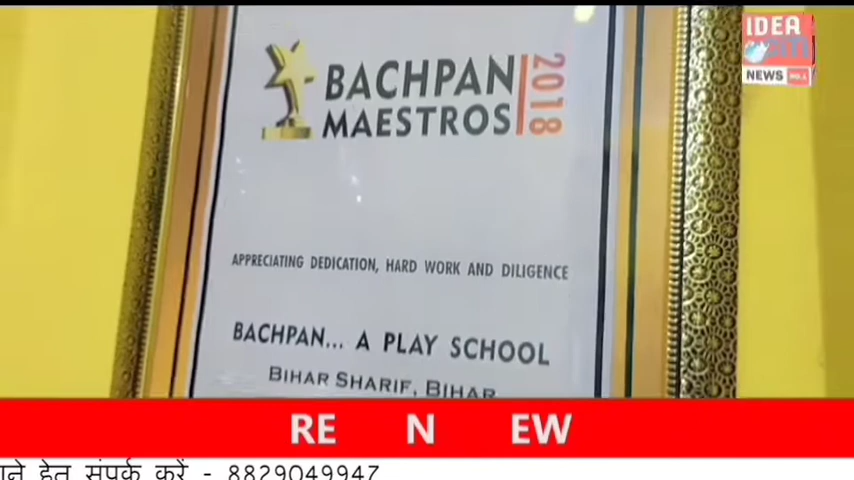 IDEA
NEWS
BACHPAN
MAESTROS
2018
APPRECIATING DEDICATION, HARD WORK AND DILIGENCE
BACHPAN... A PLAY SCHOOL
BIHAR SHARIF, BIHAR
RE N EW
हेतु संपर्क करें - 8829049947